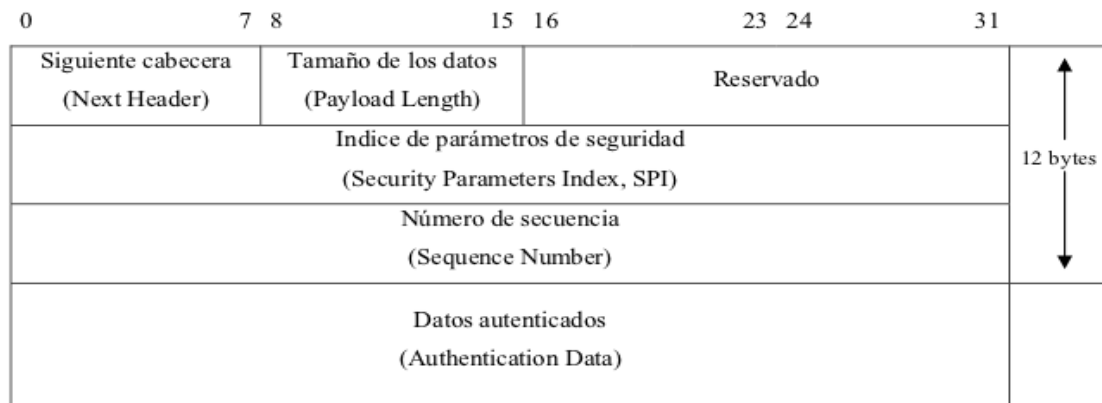 0 7 8 15 16 23 24 31
Siguiente cabecera
(Next Header)
Tamaño de los datos
(Payload Length)
Reservado
Indice de parámetros de seguridad
(Security Parameters Index, SPI)
12 bytes
Número de secuencia
(Sequence Number)
Datos autenticados
(Authentication Data)